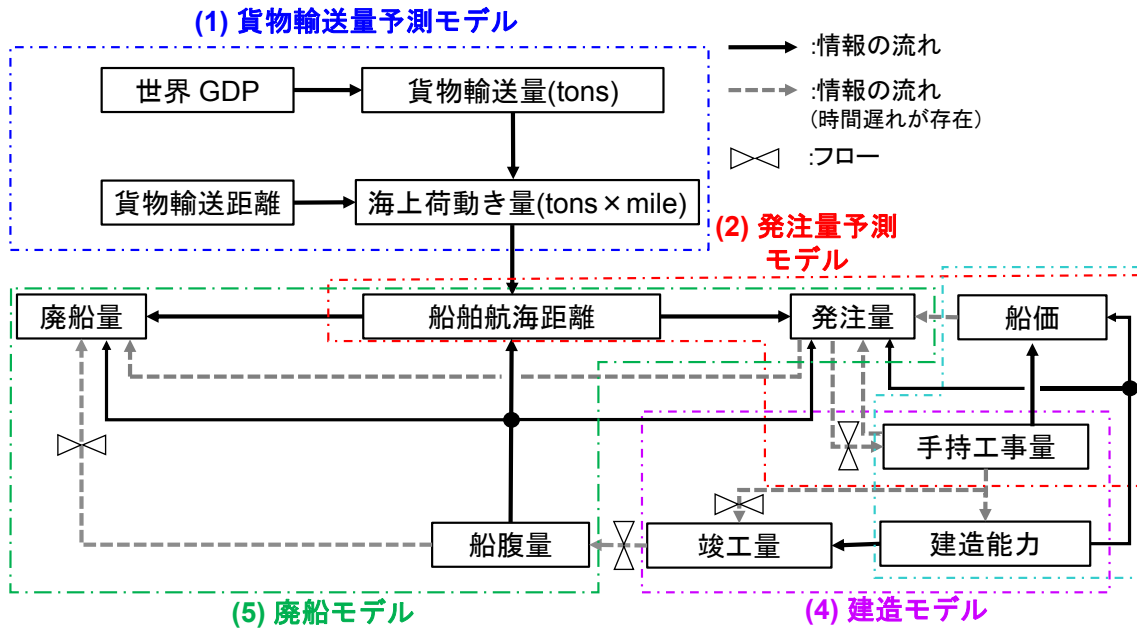 (1) 貨物輸送量予測モデル
:情報の流れ
世界 GDP
貨物輸送量(tons)
:情報の流れ
(時間遅れが存在)
:フロー
貨物輸送距離
海上荷動き量(tons×mile)
(2) 発注量予測
モデル
廃船量
船舶航海距離
発注量
船価
手持工事量
船腹量
竣工量
建造能力
(5) 廃船モデル
(4) 建造モデル